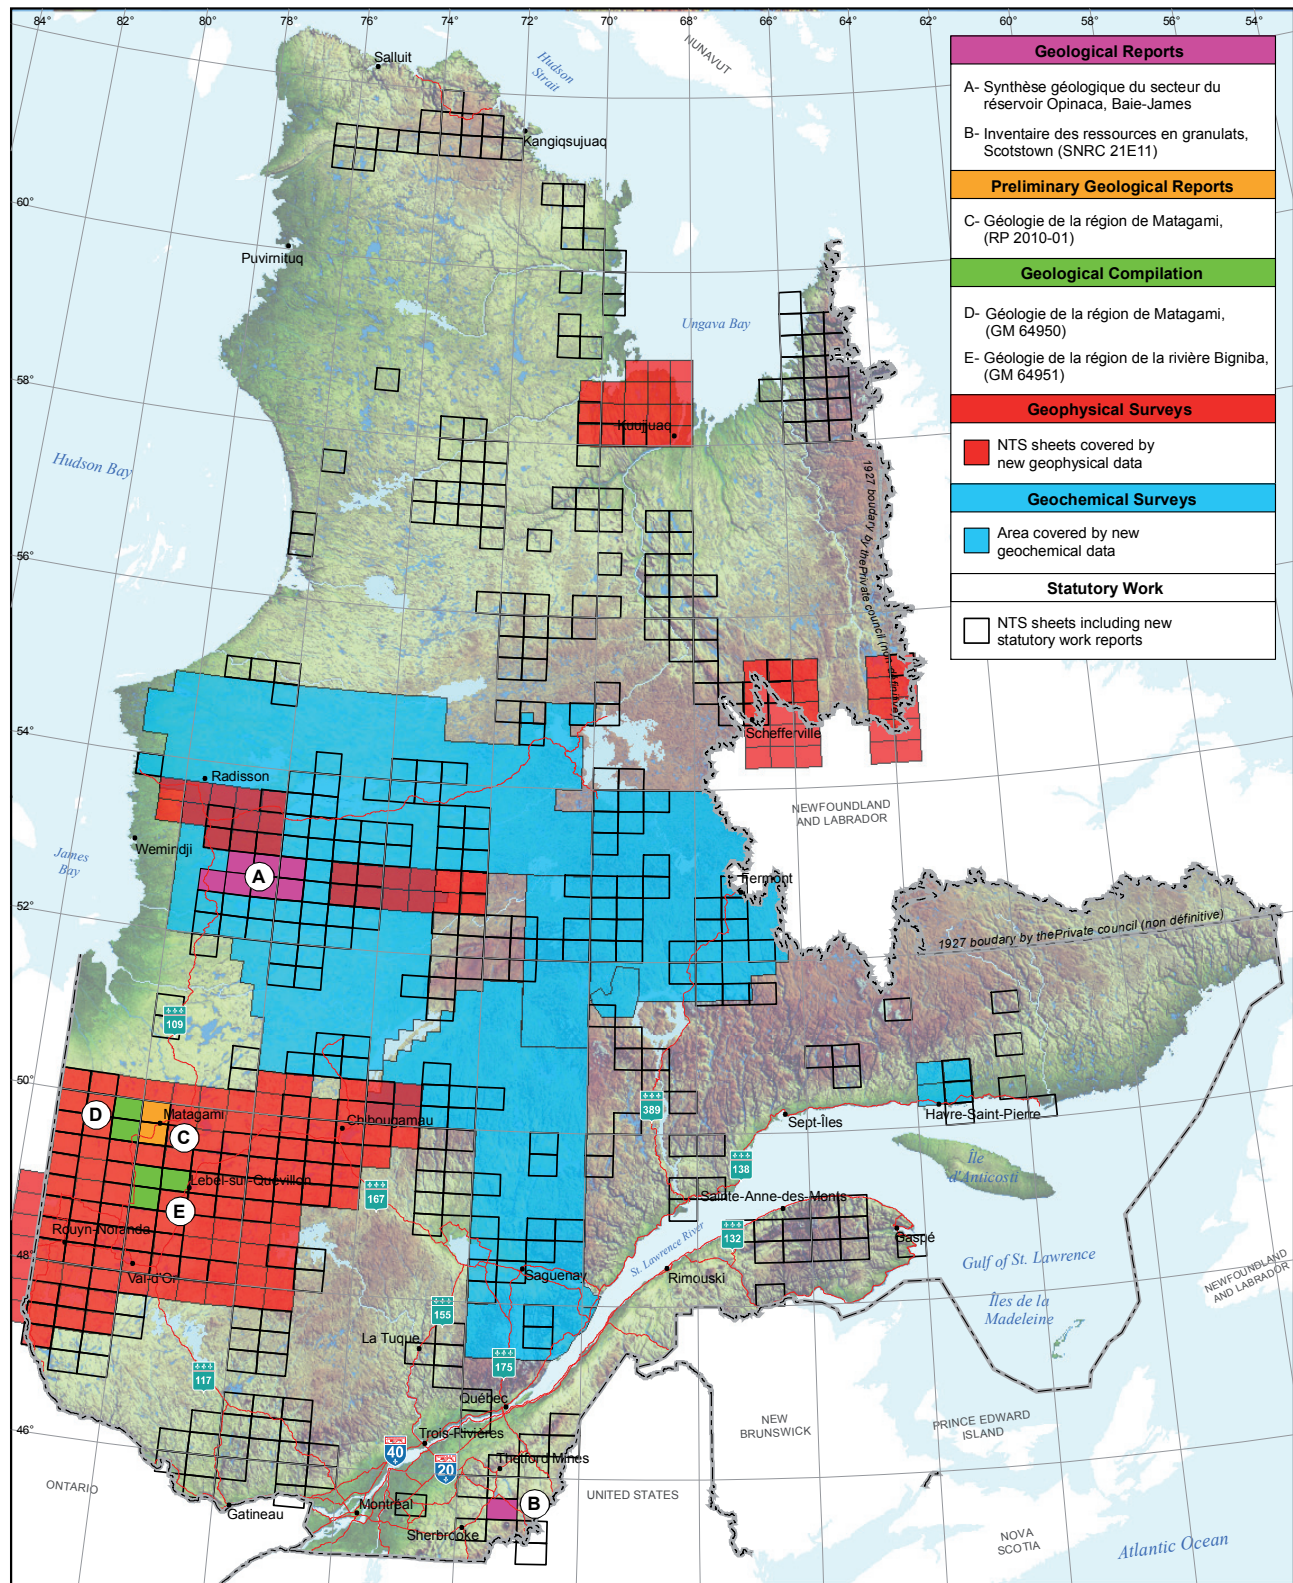 84°
82°
80°
78°
76°
74°
72°
70°
68°
66°
64°
62°
60°
58°
56°
54°
Geological Reports
A- Synthèse géologique du secteur du
réservoir Opinaca, Baie-James
B- Inventaire des ressources en granulats,
Scotstown (SNRC 21E11)
Preliminary Geological Reports
C- Géologie de la région de Matagami,
(RP 2010-01)
Geological Compilation
D- Géologie de la région de Matagami,
(GM 64950)
E- Géologie de la région de la rivière Bigniba,
(GM 64951)
Geophysical Surveys
NTS sheets covered by
new geophysical data
Geochemical Surveys
Area covered by new
geochemical data
Statutory Work
NTS sheets including new
statutory work reports
Salluit
Hudson
Strait
NUNAVUT
Kangiqsujuaq
60°
Puvirnituq
Ungava Bay
58°
Kuujjuaq
Hudson Bay
1927 boudary by thePrivate council (non définitive)
56°
54°
Schefferville
Radisson
NEWFOUNDLAND
AND LABRADOR
Wemindji
James
Bay
A
Fermont
52°
1927 boudary by thePrivate council (non définitive)
109
50°
D
Matagami
C
Chibougamau
389
Havre-Saint-Pierre
Sept-Îles
Île
d'Anticosti
138
Lebel-sur-Quévillon
167
E
Sainte-Anne-des-Monts
Rouyn-Noranda
132
Gaspé
St. Lawrence River
48°
Val-d'Or
Saguenay
Rimouski
Gulf of St. Lawrence
NEWFOUNDLAND
AND LABRADOR
Îles de la
Madeleine
155
La Tuque
117
175
Québec
46°
Trois-Rivières
NEW
BRUNSWICK
PRINCE EDWARD
ISLAND
40
20
Thetford Mines
ONTARIO
UNITED STATES
B
Gatineau
Montréal
Sherbrooke
NOVA
SCOTIA
Atlantic Ocean